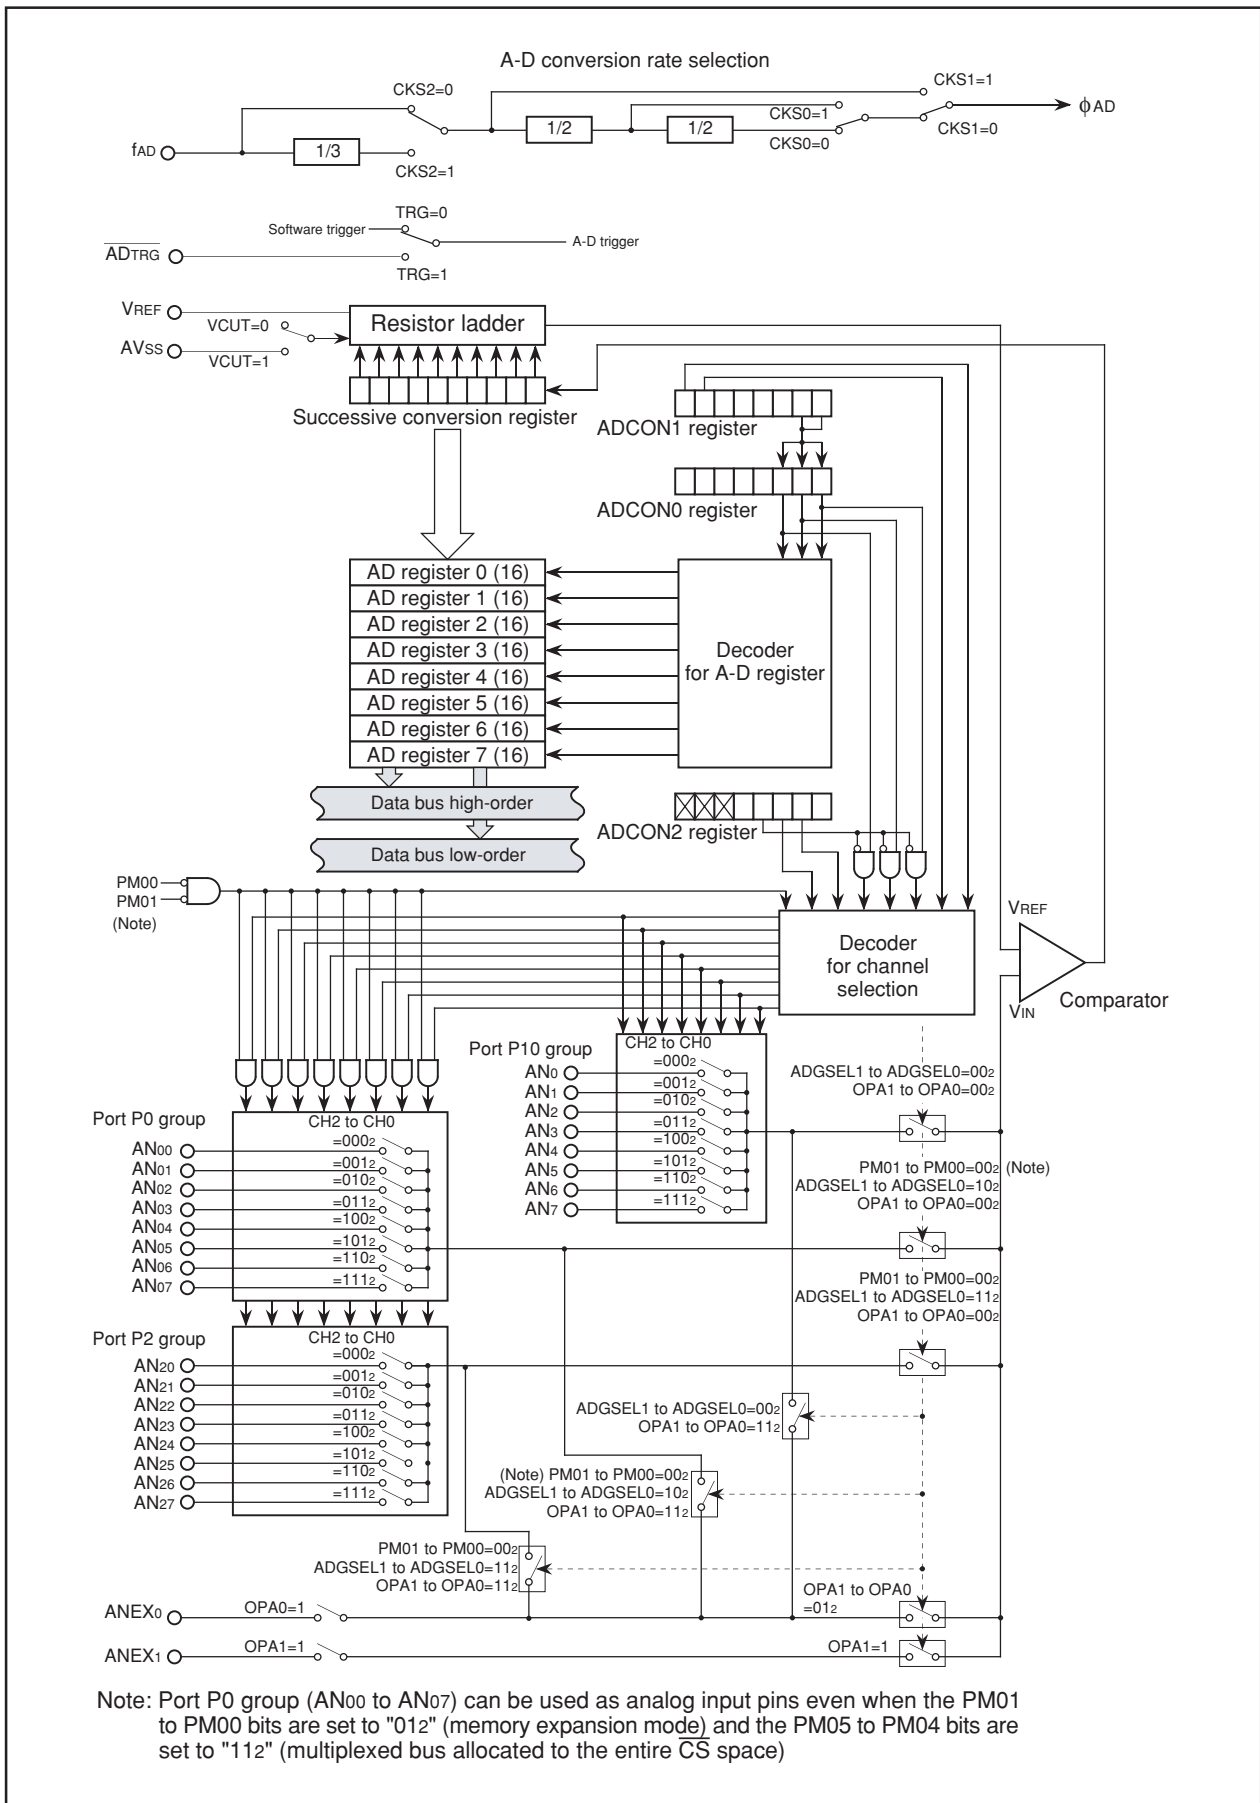 A-D conversion rate selection
CKS2=0
CKS1=1
CKS0=1
ϕAD
fAD
1/3
1/2
1/2
CKS0=0
CKS1=0
CKS2=1
TRG=0
Software trigger
A-D trigger
ADTRG
TRG=1
VREF
VCUT=0
Resistor ladder
AVSS
VCUT=1
Successive conversion register
ADCON1 register
ADCON0 register
AD register 0 (16)
AD register 1 (16)
AD register 2 (16)
AD register 3 (16)
AD register 4 (16)
AD register 5 (16)
AD register 6 (16)
AD register 7 (16)
Decoder
for A-D register
Data bus high-order
Data bus low-order
ADCON2 register
PM00
PM01
(Note)
Decoder
for channel
selection
VREF
VIN
Comparator
Port P10 group
CH2 to CH0
AN0 =0002
AN1 =0012
AN2 =0102
AN3 =0112
AN4 =1002
AN5 =1012
AN6 =1102
AN7 =1112
ADGSEL1 to ADGSEL0=002
OPA1 to OPA0=002
Port P0 group
CH2 to CH0
AN00 =0002
AN01 =0012
AN02 =0102
AN03 =0112
AN04 =1002
AN05 =1012
AN06 =1102
AN07 =1112
PM01 to PM00=002 (Note)
ADGSEL1 to ADGSEL0=102
OPA1 to OPA0=002
PM01 to PM00=002
ADGSEL1 to ADGSEL0=112
OPA1 to OPA0=002
Port P2 group
CH2 to CH0
AN20 =0002
AN21 =0012
AN22 =0102
AN23 =0112
AN24 =1002
AN25 =1012
AN26 =1102
AN27 =1112
ADGSEL1 to ADGSEL0=002
OPA1 to OPA0=112
(Note) PM01 to PM00=002
ADGSEL1 to ADGSEL0=102
OPA1 to OPA0=112
PM01 to PM00=002
ADGSEL1 to ADGSEL0=112
OPA1 to OPA0=112
ANEX0
OPA0=1
OPA1 to OPA0
=012
ANEX1
OPA1=1
OPA1=1
Note: Port P0 group (AN00 to AN07) can be used as analog input pins even when the PM01
to PM00 bits are set to "012" (memory expansion mode) and the PM05 to PM04 bits are
set to "112" (multiplexed bus allocated to the entire CS space)